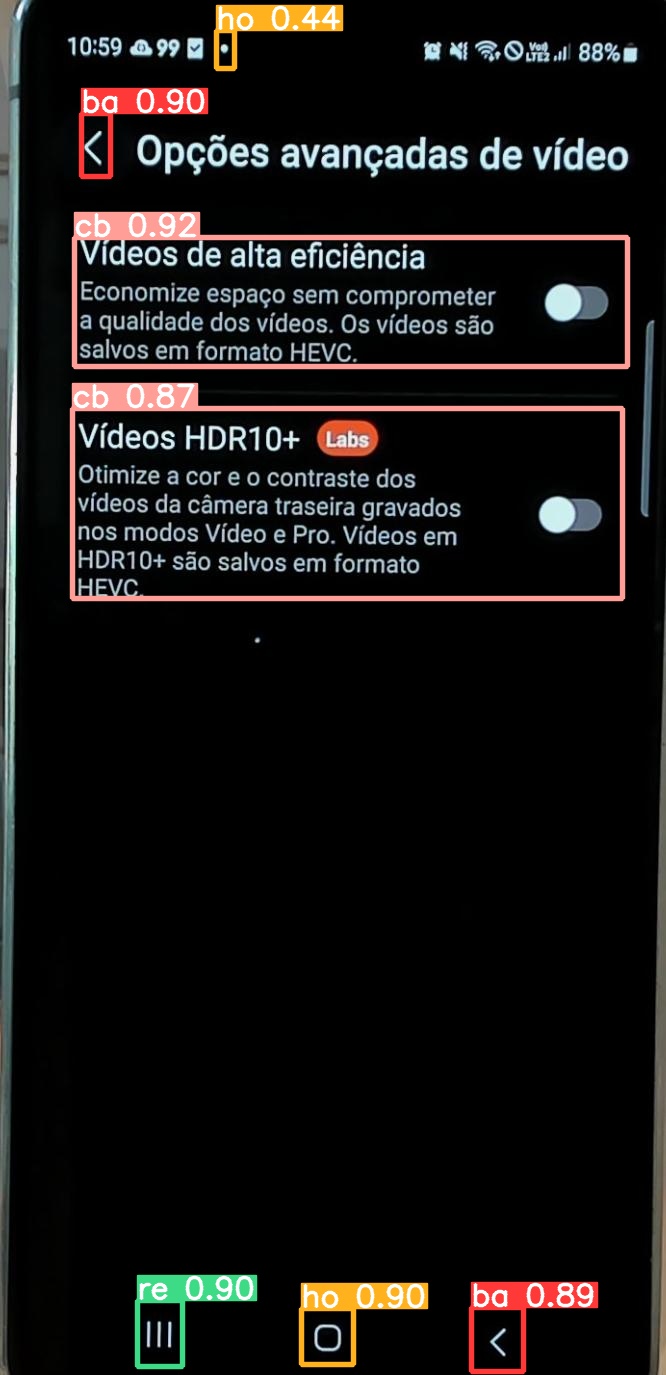 ho 0.44
10:59 99 88%
VoD LTE2
ba 0.90
Opções avançadas de vídeo
cb 0.92
Vídeos de alta eficiência
Economize espaço sem comprometer
a qualidade dos vídeos. Os vídeos são
salvos em formato HEVC.
cb 0.87
Vídeos HDR10+ Labs
Otimize a cor e o contraste dos
vídeos da câmera traseira gravados
nos modos Vídeo e Pro. Vídeos em
HDR10+ são salvos em formato
HEVC.
re 0.90 ho 0.90 ba 0.89